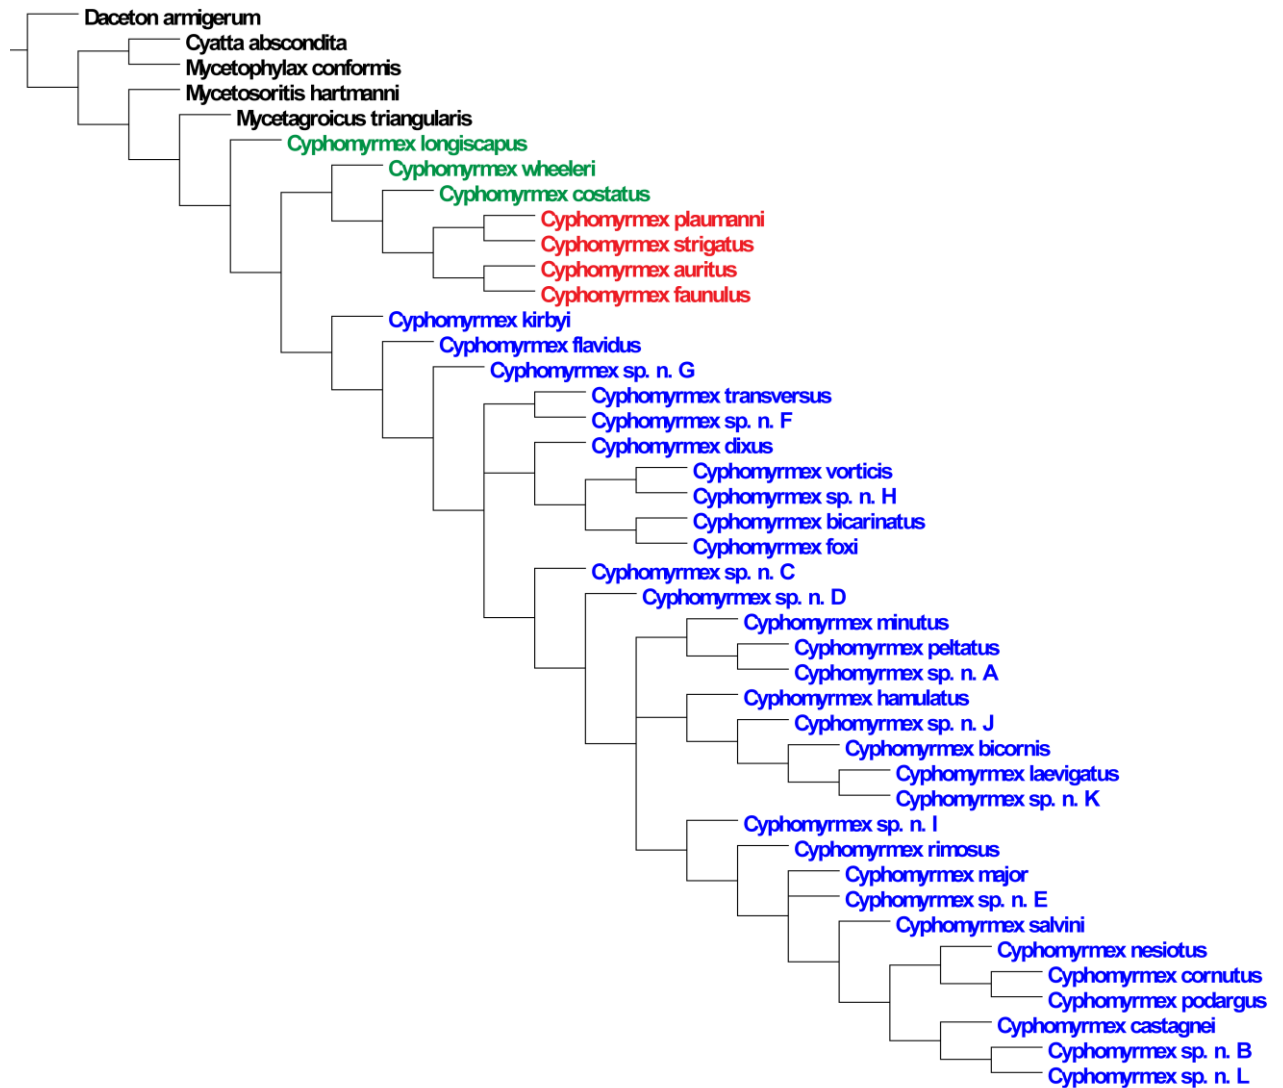 Daceton armigerum
Cyatta abscondita
Mycetophylax conformis
Mycetosoritis hartmanni
Mycetagroicus triangularis
Cyphomyrmex longiscapus
Cyphomyrmex wheeleri
Cyphomyrmex costatus
Cyphomyrmex plaumanni
Cyphomyrmex strigatus
Cyphomyrmex auritus
Cyphomyrmex faunulus
Cyphomyrmex kirbyi
Cyphomyrmex flavidus
Cyphomyrmex sp. n. G
Cyphomyrmex transversus
Cyphomyrmex sp. n. F
Cyphomyrmex dixus
Cyphomyrmex vorticis
Cyphomyrmex sp. n. H
Cyphomyrmex bicarinatus
Cyphomyrmex foxi
Cyphomyrmex sp. n. C
Cyphomyrmex sp. n. D
Cyphomyrmex minutus
Cyphomyrmex peltatus
Cyphomyrmex sp. n. A
Cyphomyrmex hamulatus
Cyphomyrmex sp. n. J
Cyphomyrmex bicornis
Cyphomyrmex laevigatus
Cyphomyrmex sp. n. K
Cyphomyrmex sp. n. I
Cyphomyrmex rimosus
Cyphomyrmex major
Cyphomyrmex sp. n. E
Cyphomyrmex salvini
Cyphomyrmex nesiotus
Cyphomyrmex cornutus
Cyphomyrmex podargus
Cyphomyrmex castagnei
Cyphomyrmex sp. n. B
Cyphomyrmex sp. n. L